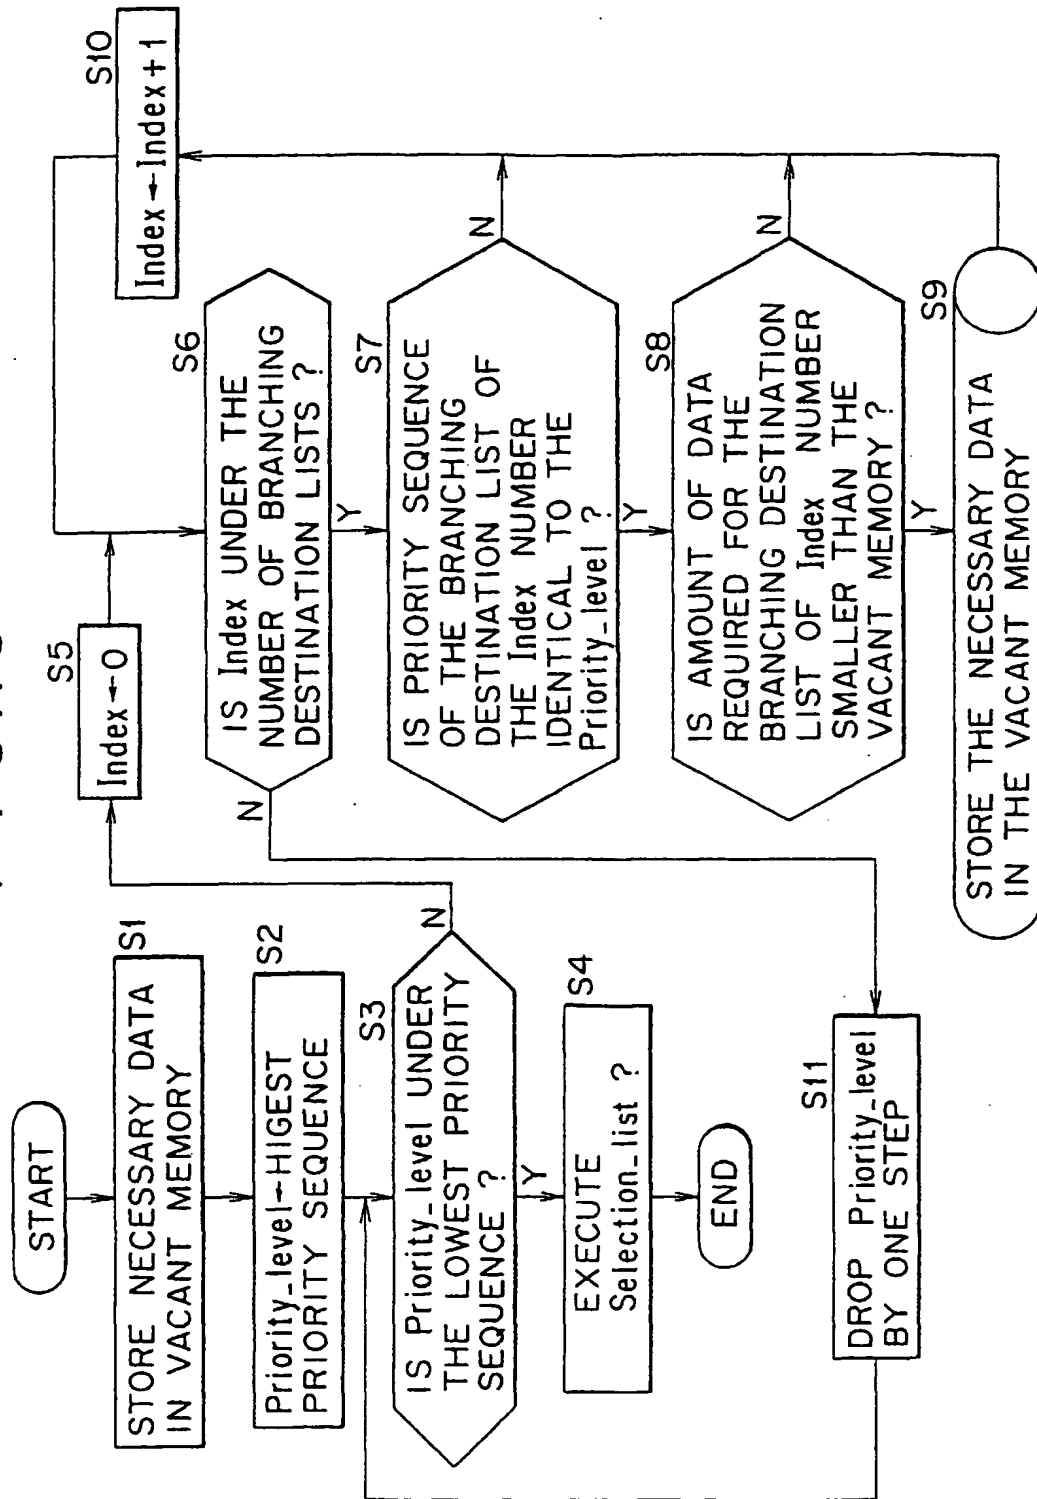 START
S1
STORE NECESSARY DATA
IN VACANT MEMORY
S2
Priority_level←HIGEST
PRIORITY SEQUENCE
S3
IS Priority_level UNDER
THE LOWEST PRIORITY
SEQUENCE ?
N
Y
S4
EXECUTE
Selection_list ?
END
S5
Index←0
S6
IS Index UNDER THE
NUMBER OF BRANCHING
DESTINATION LISTS ?
N
Y
S7
IS PRIORITY SEQUENCE
OF THE BRANCHING
DESTINATION LIST OF
THE Index NUMBER
IDENTICAL TO THE
Priority_level ?
N
Y
S8
IS AMOUNT OF DATA
REQUIRED FOR THE
BRANCHING DESTINATION
LIST OF Index NUMBER
SMALLER THAN THE
VACANT MEMORY ?
N
Y
S9
STORE THE NECESSARY DATA
IN THE VACANT MEMORY
S10
Index←Index+1
S11
DROP Priority_level
BY ONE STEP